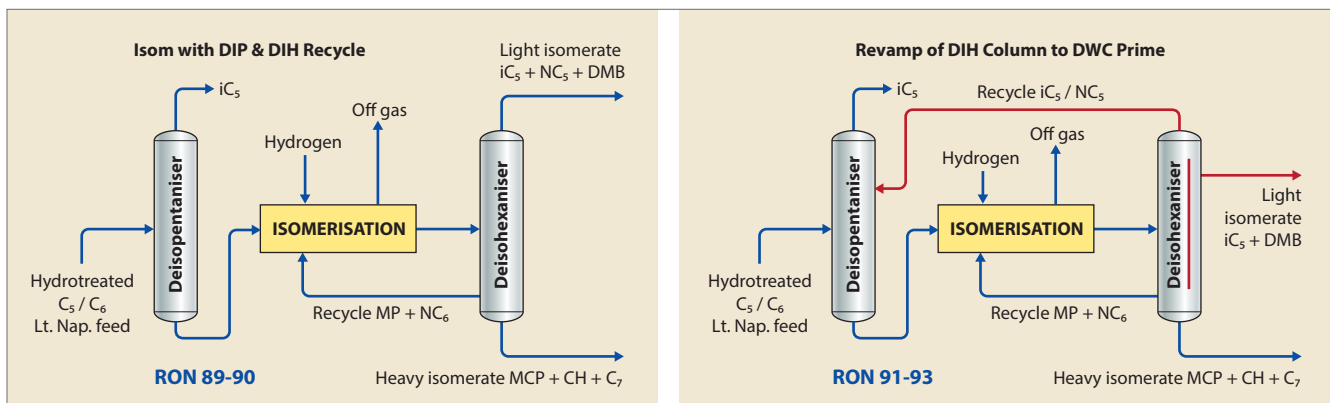 Isom with DIP & DIH Recycle
iC₅
Off gas
Hydrogen
Light isomerate
iC₅ + NC₅ + DMB
Deisopentaniser
ISOMERISATION
Deisohexaniser
Hydrotreated
C₅ / C₆
Lt. Nap. feed
Recycle MP + NC₆
RON 89-90
Heavy isomerate MCP + CH + C₇
Revamp of DIH Column to DWC Prime
iC₅
Recycle iC₅ / NC₅
Off gas
Hydrogen
Deisopentaniser
ISOMERISATION
Deisohexaniser
Light
isomerate
iC₅ + DMB
Hydrotreated
C₅ / C₆
Lt. Nap. feed
Recycle MP + NC₆
RON 91-93
Heavy isomerate MCP + CH + C₇